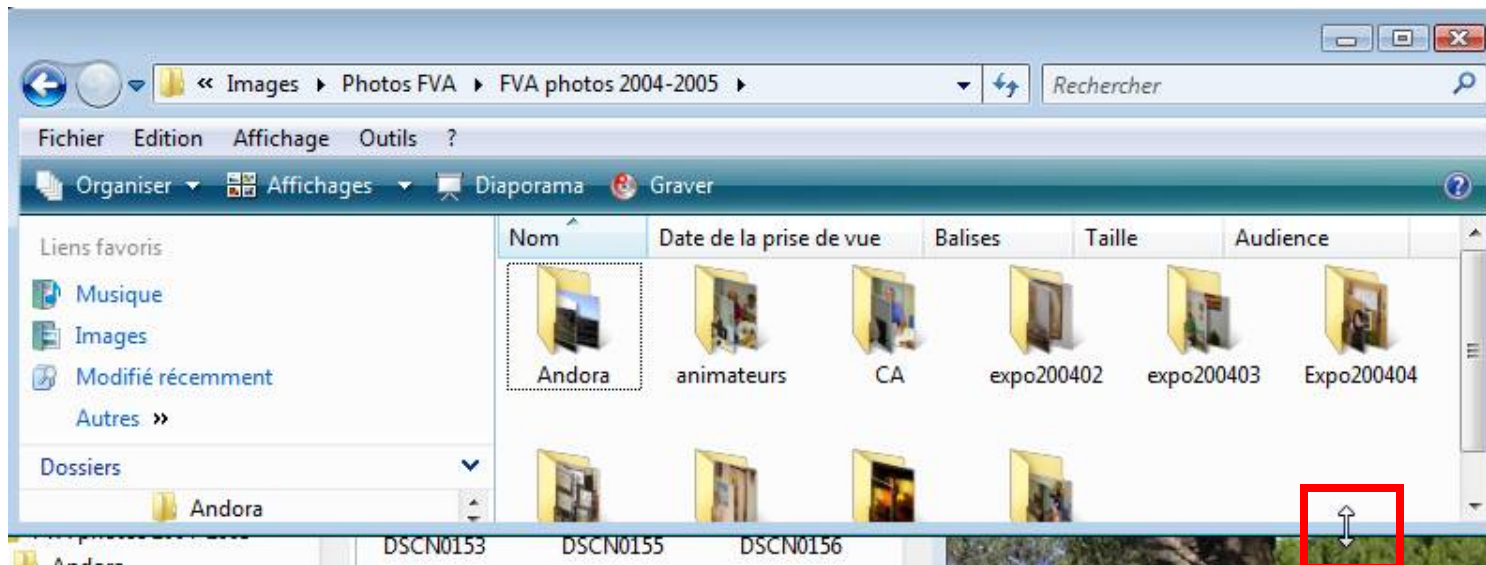 « Images Photos FVA FVA photos 2004-2005 Rechercher
Fichier Edition Affichage Outils ?
Organiser Affichages Diaporama Graver ?
Liens favoris
Musique
Images
Modifié récemment
Autres »
Dossiers
Andora
Nom Date de la prise de vue Balises Taille Audience
Andora animateurs CA expo200402 expo200403 Expo200404
DSCN0153 DSCN0155 DSCN0156